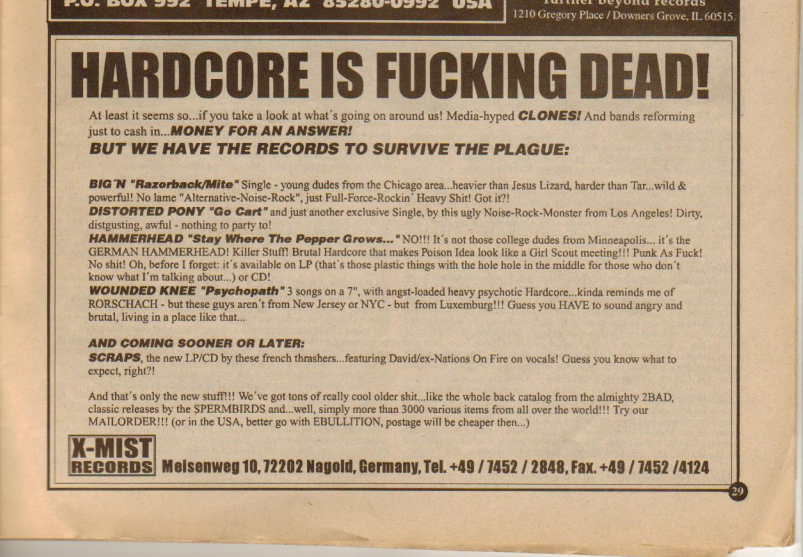 P.O. BOX 992 TEMPE, AZ 85280-0992 USA
further beyond records
1210 Gregory Place / Downers Grove, IL 60515.
HARDCORE IS FUCKING DEAD!
At least it seems so...if you take a look at what´s going on around us! Media-hyped CLONES! And bands reforming
just to cash in...MONEY FOR AN ANSWER!
BUT WE HAVE THE RECORDS TO SURVIVE THE PLAGUE:
BIG´N "Razorback/Mite" Single - young dudes from the Chicago area...heavier than Jesus Lizard, harder than Tar...wild &
powerful! No lame "Alternative-Noise-Rock", just Full-Force-Rockin´ Heavy Shit! Got it?!
DISTORTED PONY "Go Cart" and just another exclusive Single, by this ugly Noise-Rock-Monster from Los Angeles! Dirty,
distgusting, awful - nothing to party to!
HAMMERHEAD "Stay Where The Pepper Grows..." NO!!! It´s not those college dudes from Minneapolis... it´s the
GERMAN HAMMERHEAD! Killer Stuff! Brutal Hardcore that makes Poison Idea look like a Girl Scout meeting!!! Punk As Fuck!
No shit! Oh, before I forget: it´s available on LP (that´s those plastic things with the hole hole in the middle for those who don´t
know what I´m talking about...) or CD!
WOUNDED KNEE "Psychopath" 3 songs on a 7", with angst-loaded heavy psychotic Hardcore...kinda reminds me of
RORSCHACH - but these guys aren´t from New Jersey or NYC - but from Luxemburg!!! Guess you HAVE to sound angry and
brutal, living in a place like that...
AND COMING SOONER OR LATER:
SCRAPS, the new LP/CD by these french thrashers...featuring David/ex-Nations On Fire on vocals! Guess you know what to
expect, right?!
And that´s only the new stuff!!! We´ve got tons of really cool older shit...like the whole back catalog from the almighty 2BAD,
classic releases by the SPERMBIRDS and...well, simply more than 3000 various items from all over the world!!! Try our
MAILORDER!!! (or in the USA, better go with EBULLITION, postage will be cheaper then...)
X-MIST
RECORDS Meisenweg 10, 72202 Nagold, Germany, Tel. +49 / 7452 / 2848, Fax. +49 / 7452 /4124
29